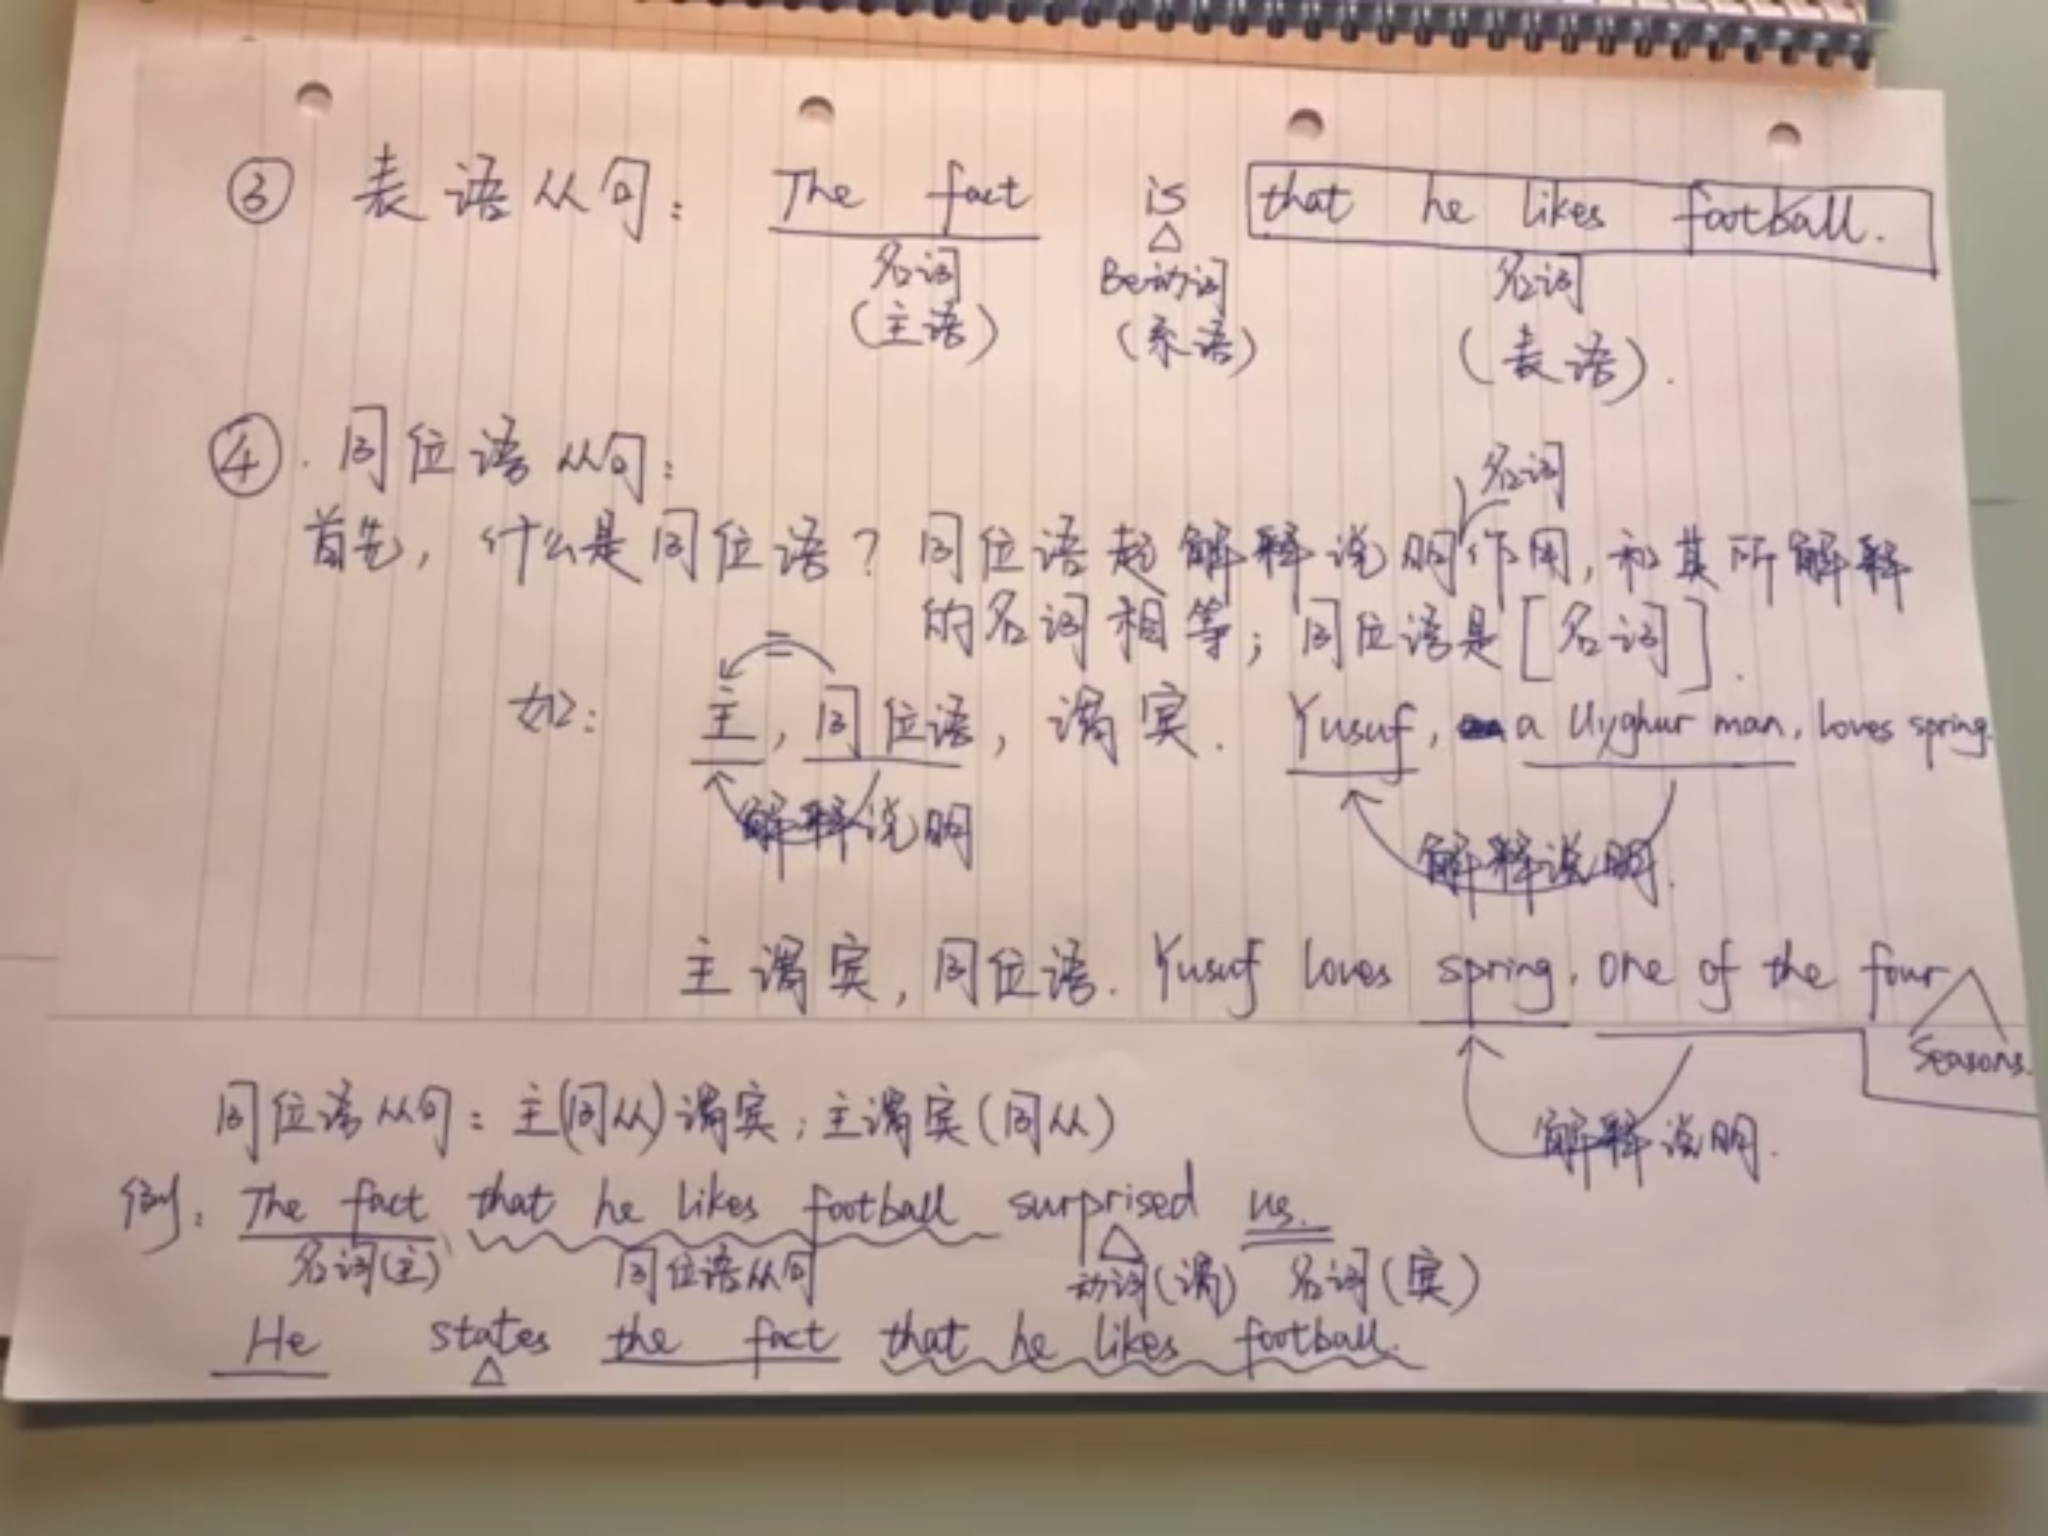 ③ 表语从句: The fact is that he likes football.
名词 Be动词 名词
(主语) (系语) (表语).
④. 同位语从句:
名词
首先, 什么是同位语? 同位语起解释说明作用, 和其所解释
的名词相等; 同位语是[名词].
=
如: 主, 同位语, 谓宾. Yusuf, a Uyghur man, loves spring.
解释说明 解释说明.
主谓宾, 同位语. Yusuf loves spring, one of the four
seasons.
解释说明.
同位语从句: 主(同从)谓宾; 主谓宾(同从)
例: The fact that he likes football surprised us.
名词(主) 同位语从句 动词(谓) 名词(宾)
He states the fact that he likes football.